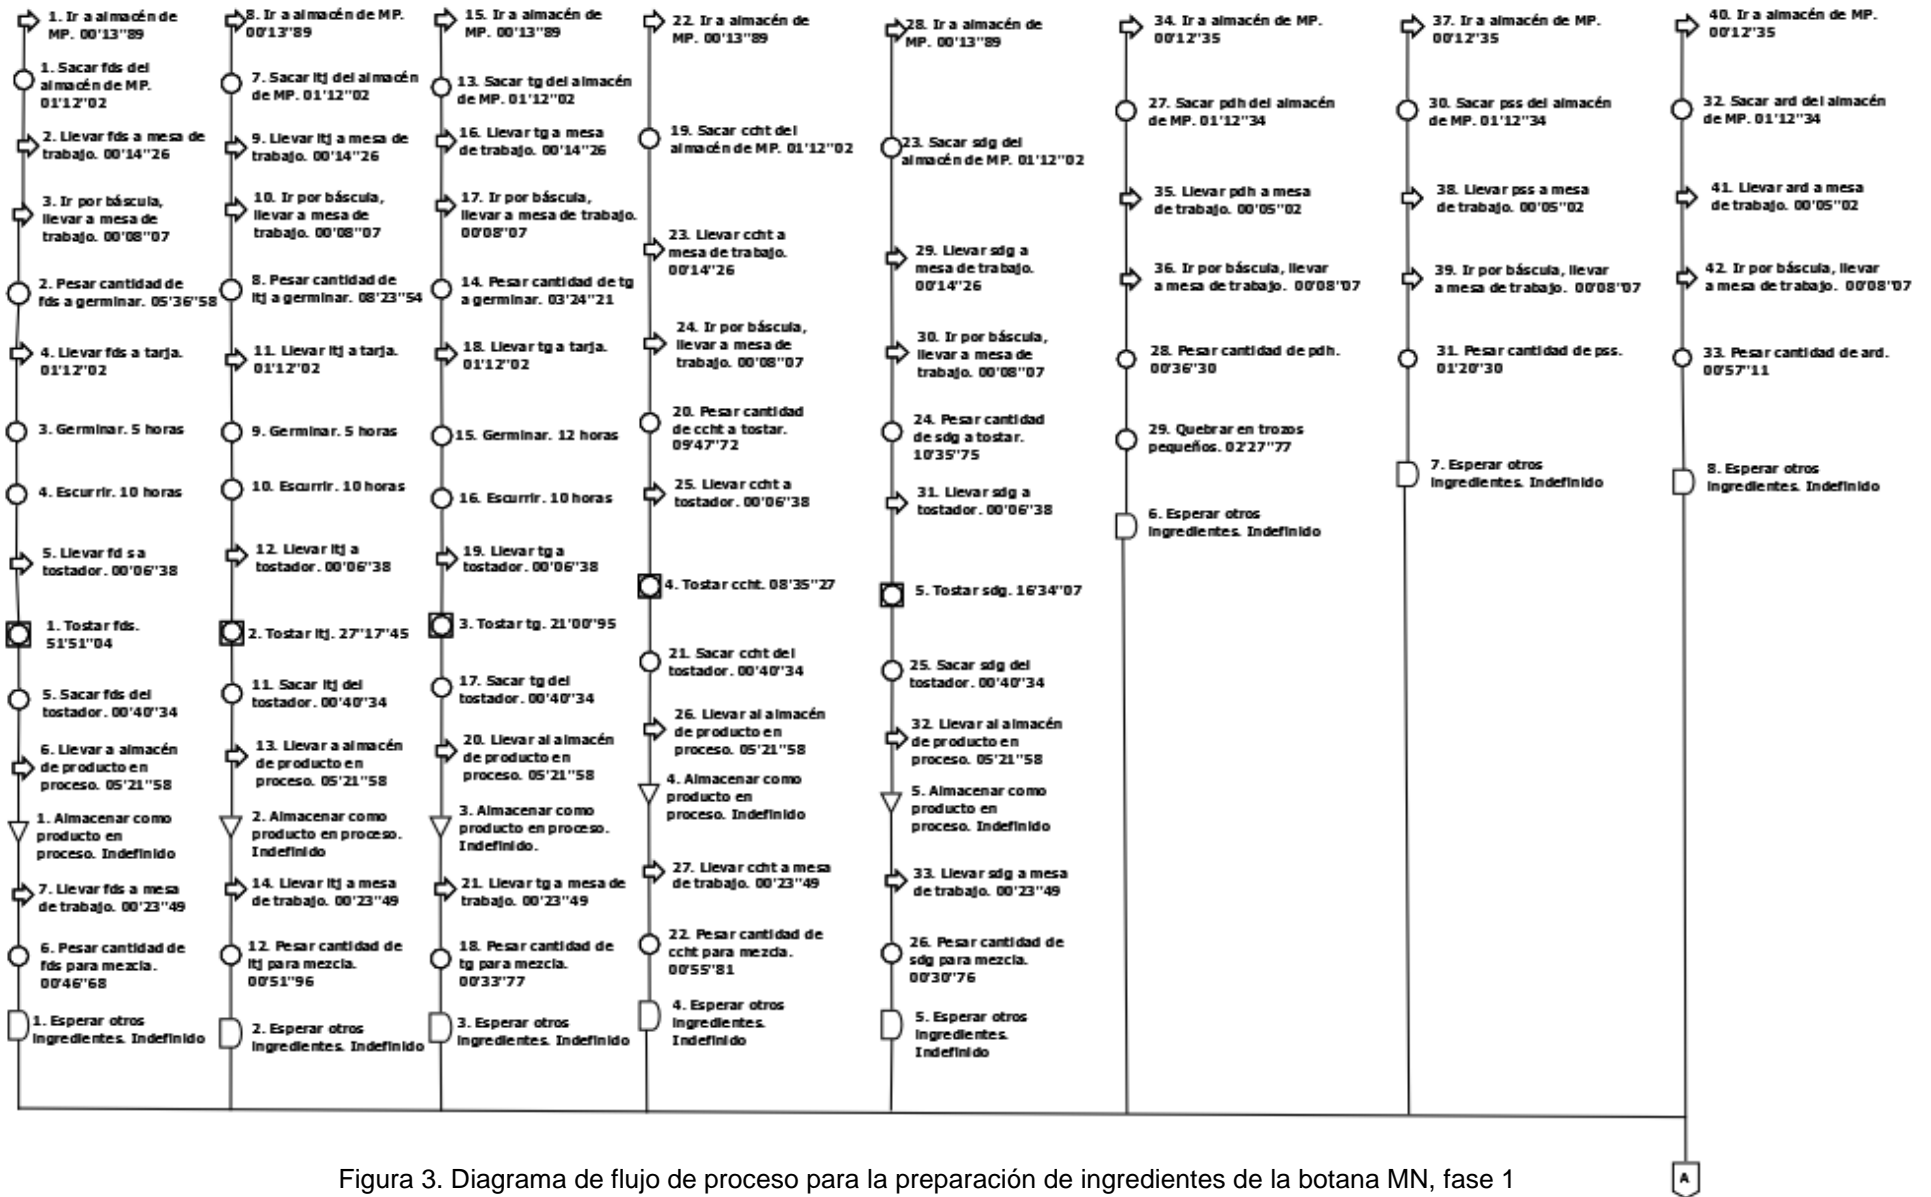 1. Ir a almacén de
MP. 00'13"89
1. Sacar fds del
almacén de MP.
01'12"02
2. Llevar fds a mesa de
trabajo. 00'14"26
3. Ir por báscula,
llevar a mesa de
trabajo. 00'08"07
2. Pesar cantidad de
fds a germinar. 05'36"58
4. Llevar fds a tarja.
01'12"02
3. Germinar. 5 horas
4. Escurrir. 10 horas
5. Llevar fd s a
tostador. 00'06"38
1. Tostar fds.
51'51"04
5. Sacar fds del
tostador. 00'40"34
6. Llevar a almacén
de producto en
proceso. 05'21"58
1. Almacenar como
producto en
proceso. Indefinido
7. Llevar fds a mesa
de trabajo. 00'23"49
6. Pesar cantidad de
fds para mezcla.
00'46"68
1. Esperar otros
ingredientes. Indefinido
8. Ir a almacén de MP.
00'13"89
7. Sacar ltj del almacén
de MP. 01'12"02
9. Llevar ltj a mesa de
trabajo. 00'14"26
10. Ir por báscula,
llevar a mesa de
trabajo. 00'08"07
8. Pesar cantidad de
ltj a germinar. 08'23"54
11. Llevar ltj a tarja.
01'12"02
9. Germinar. 5 horas
10. Escurrir. 10 horas
12. Llevar ltj a
tostador. 00'06"38
2. Tostar ltj. 27"17"45
11. Sacar ltj del
tostador. 00'40"34
13. Llevar a almacén
de producto en
proceso. 05'21"58
2. Almacenar como
producto en proceso.
Indefinido
14. Llevar ltj a mesa
de trabajo. 00'23"49
12. Pesar cantidad de
ltj para mezcla.
00'51"96
2. Esperar otros
ingredientes. Indefinido
15. Ir a almacén de
MP. 00'13"89
13. Sacar tg del almacén
de MP. 01'12"02
16. Llevar tg a mesa
de trabajo. 00'14"26
17. Ir por báscula,
llevar a mesa de trabajo.
00'08"07
14. Pesar cantidad de tg
a germinar. 03'24"21
18. Llevar tg a tarja.
01'12"02
15. Germinar. 12 horas
16. Escurrir. 10 horas
19. Llevar tg a
tostador. 00'06"38
3. Tostar tg. 21'00"95
17. Sacar tg del
tostador. 00'40"34
20. Llevar al almacén
de producto en
proceso. 05'21"58
3. Almacenar como
producto en proceso.
Indefinido.
21. Llevar tg a mesa de
trabajo. 00'23"49
18. Pesar cantidad de
tg para mezcla.
00'33"77
3. Esperar otros
ingredientes. Indefinido
22. Ir a almacén de
MP. 00'13"89
19. Sacar ccht del
almacén de MP. 01'12"02
23. Llevar ccht a
mesa de trabajo.
00'14"26
24. Ir por báscula,
llevar a mesa de
trabajo. 00'08"07
20. Pesar cantidad
de ccht a tostar.
09'47"72
25. Llevar ccht a
tostador. 00'06"38
4. Tostar ccht. 08'35"27
21. Sacar ccht del
tostador. 00'40"34
26. Llevar al almacén
de producto en
proceso. 05'21"58
4. Almacenar como
producto en
proceso. Indefinido
27. Llevar ccht a mesa
de trabajo. 00'23"49
22. Pesar cantidad de
ccht para mezcla.
00'55"81
4. Esperar otros
ingredientes.
Indefinido
28. Ir a almacén de
MP. 00'13"89
23. Sacar sdg del
almacén de MP. 01'12"02
29. Llevar sdg a
mesa de trabajo.
00'14"26
30. Ir por báscula,
llevar a mesa de
trabajo. 00'08"07
24. Pesar cantidad
de sdg a tostar.
10'35"75
31. Llevar sdg a
tostador. 00'06"38
5. Tostar sdg. 16'34"07
25. Sacar sdg del
tostador. 00'40"34
32. Llevar al almacén
de producto en
proceso. 05'21"58
5. Almacenar como
producto en
proceso. Indefinido
33. Llevar sdg a mesa
de trabajo. 00'23"49
26. Pesar cantidad de
sdg para mezcla.
00'30"76
5. Esperar otros
ingredientes.
Indefinido
34. Ir a almacén de MP.
00'12"35
27. Sacar pdh del almacén
de MP. 01'12"34
35. Llevar pdh a mesa
de trabajo. 00'05"02
36. Ir por báscula, llevar
a mesa de trabajo. 00'08"07
28. Pesar cantidad de pdh.
00'36"30
29. Quebrar en trozos
pequeños. 02'27"77
6. Esperar otros
ingredientes. Indefinido
37. Ir a almacén de MP.
00'12"35
30. Sacar pss del almacén
de MP. 01'12"34
38. Llevar pss a mesa
de trabajo. 00'05"02
39. Ir por báscula, llevar
a mesa de trabajo. 00'08"07
31. Pesar cantidad de pss.
01'20"30
7. Esperar otros
ingredientes. Indefinido
40. Ir a almacén de MP.
00'12"35
32. Sacar ard del almacén
de MP. 01'12"34
41. Llevar ard a mesa
de trabajo. 00'05"02
42. Ir por báscula, llevar
a mesa de trabajo. 00'08"07
33. Pesar cantidad de ard.
00'57"11
8. Esperar otros
ingredientes. Indefinido
A
Figura 3. Diagrama de flujo de proceso para la preparación de ingredientes de la botana MN, fase 1